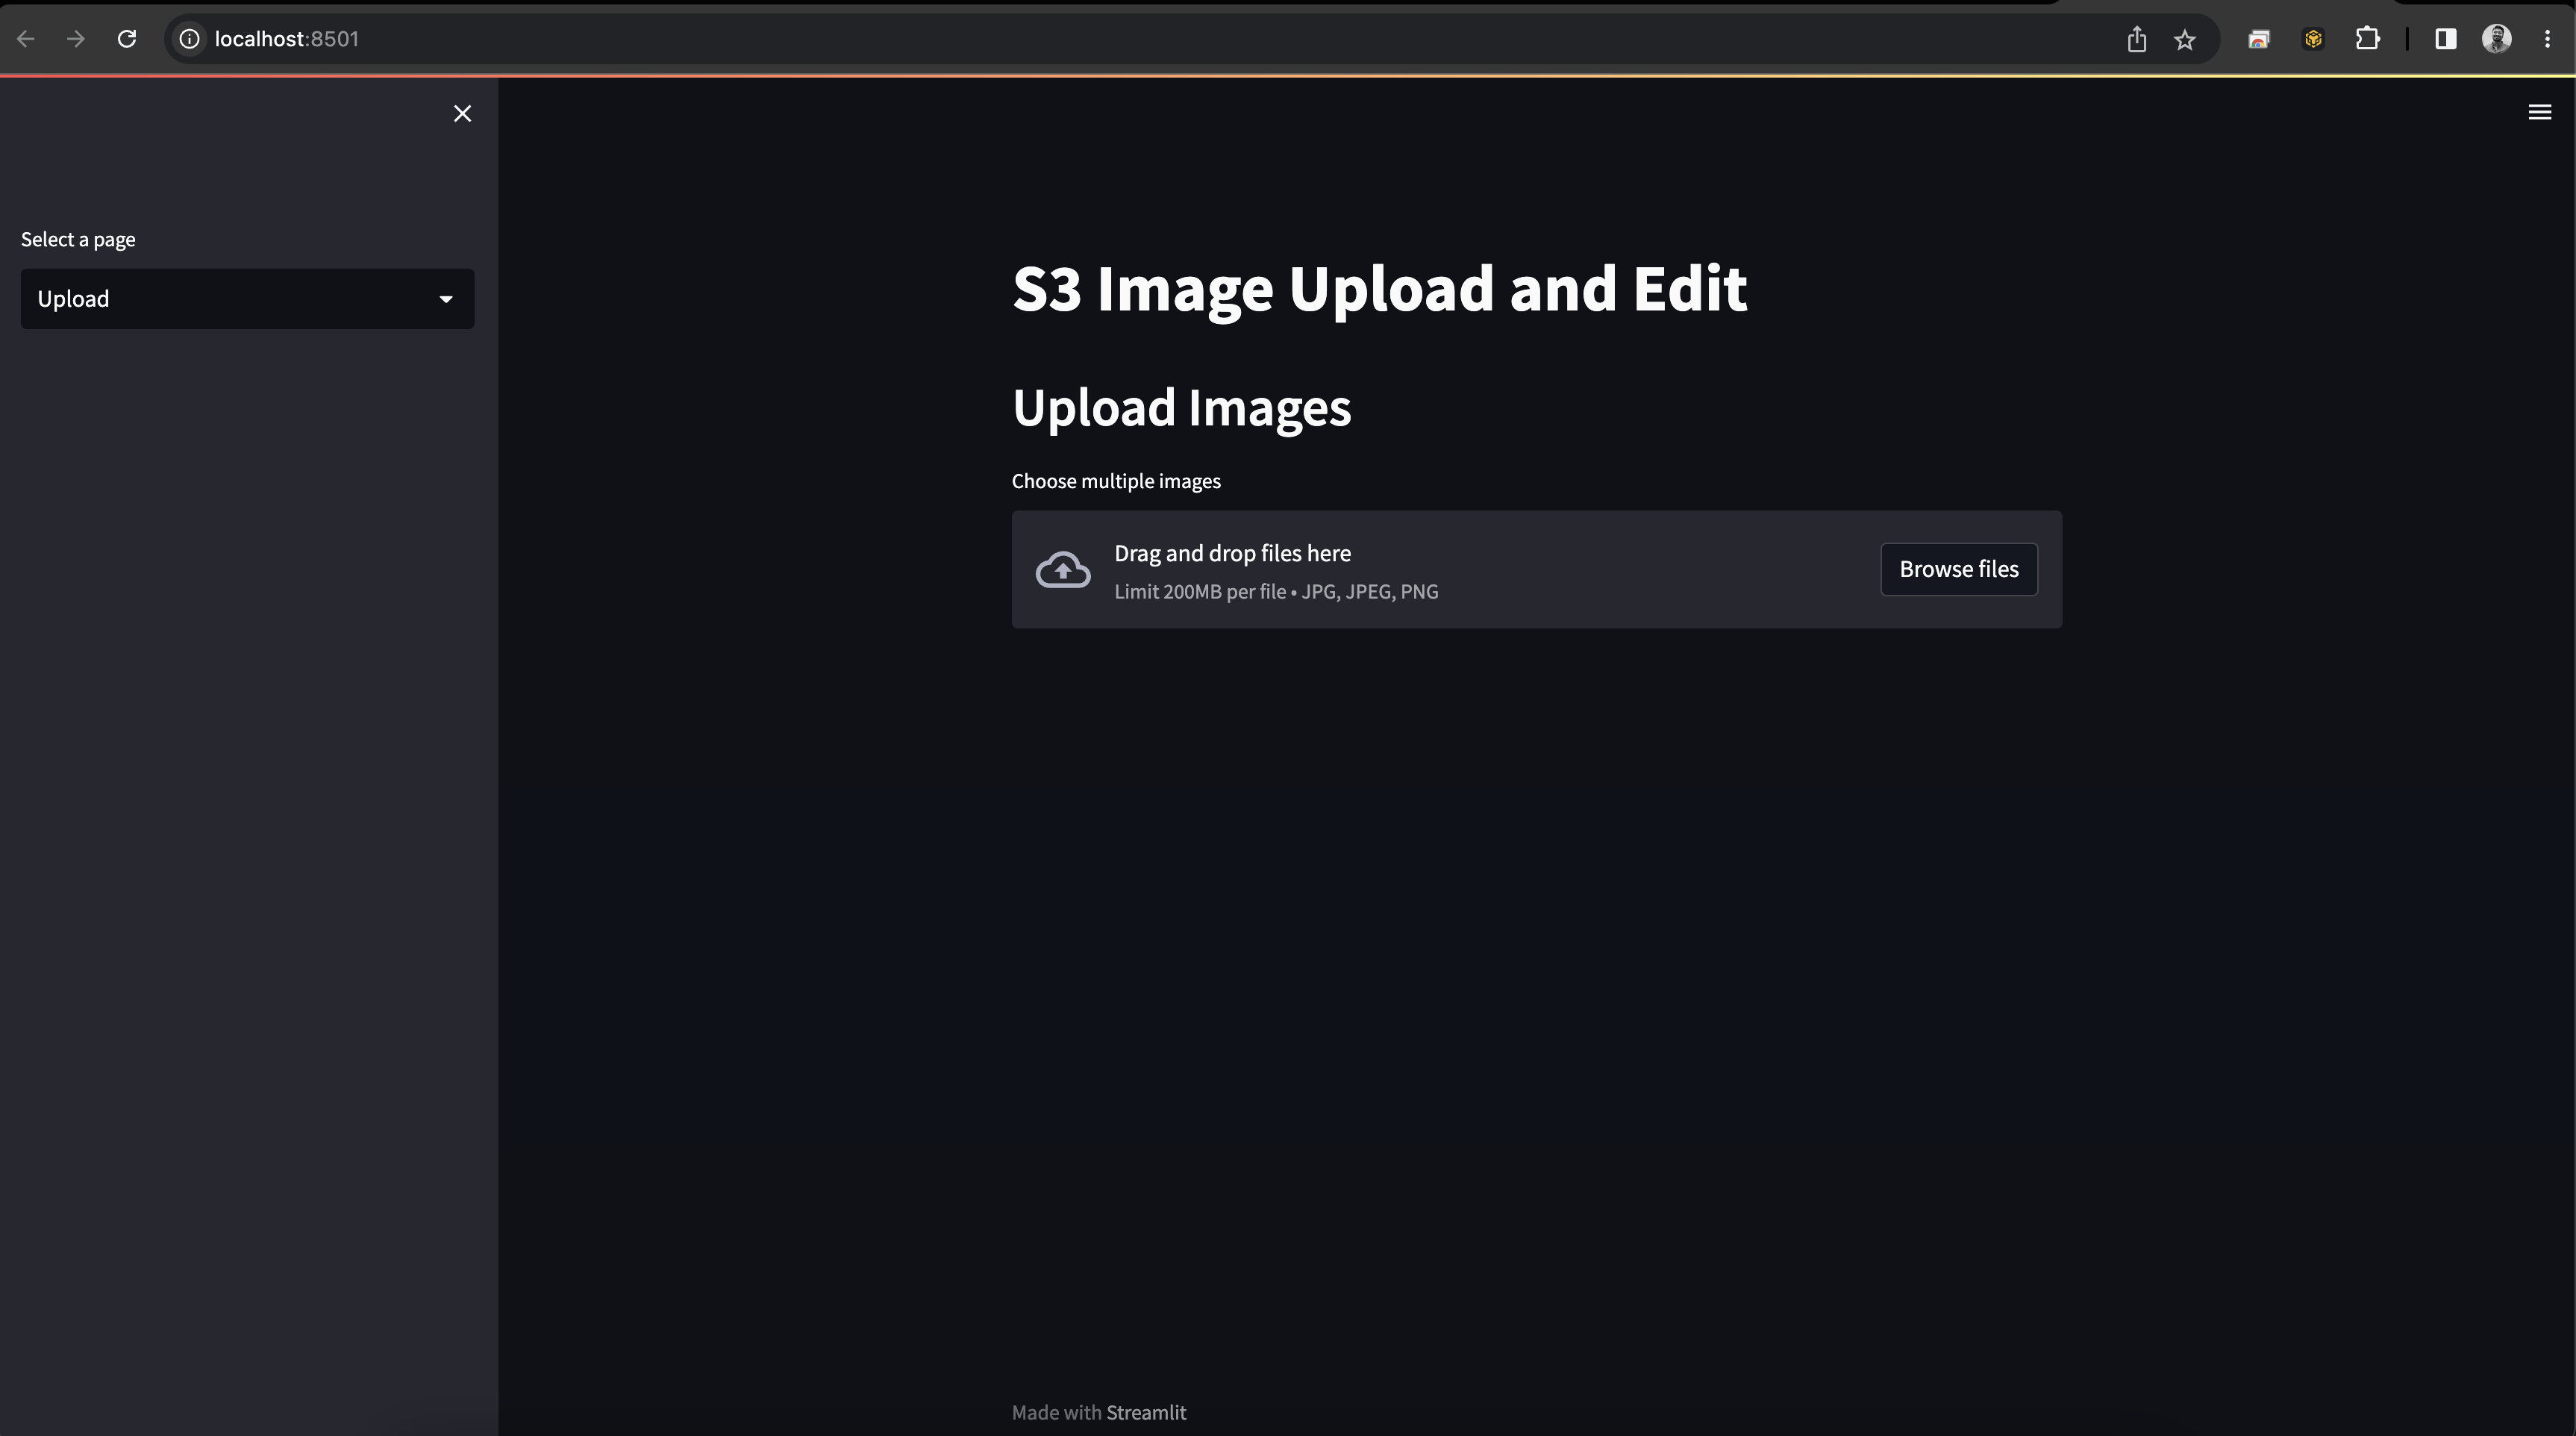 localhost:8501
Select a page
Upload
S3 Image Upload and Edit
Upload Images
Choose multiple images
Drag and drop files here
Limit 200MB per file • JPG, JPEG, PNG
Browse files
Made with Streamlit